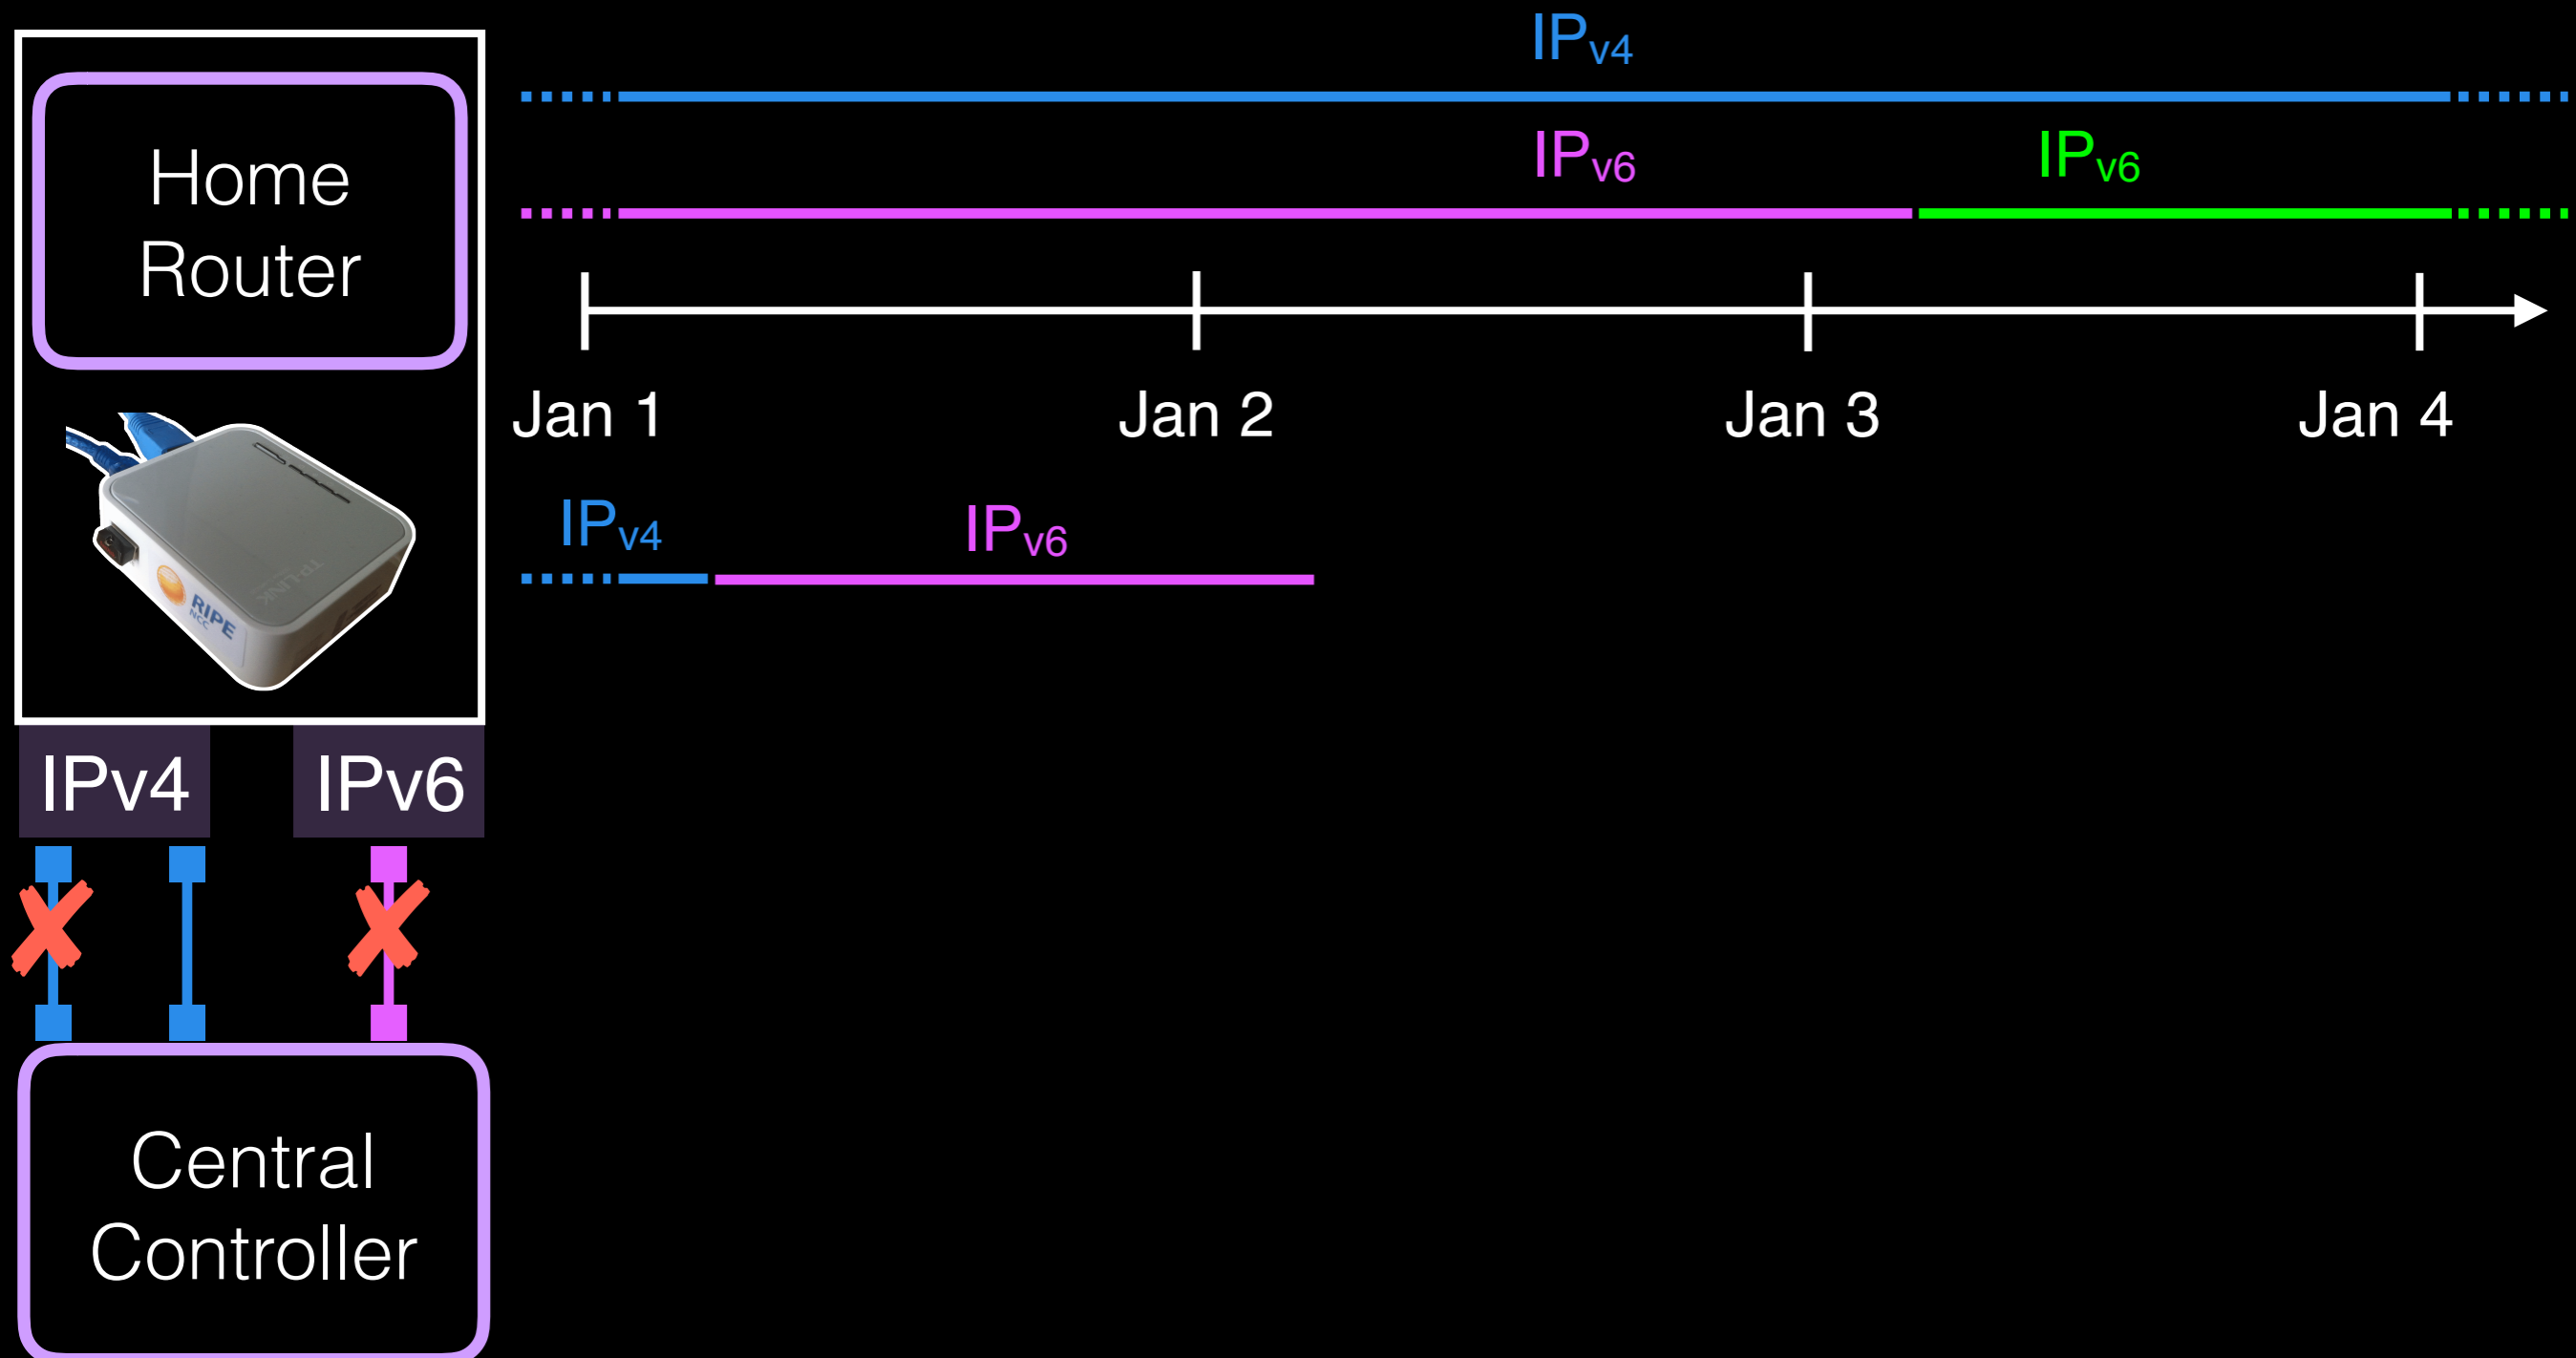 IPv4
IPv6 IPv6
Home
Router
Jan 1 Jan 2 Jan 3 Jan 4
IPv4 IPv6
TP-LINK
RIPE
NCC
IPv4 IPv6
Central
Controller